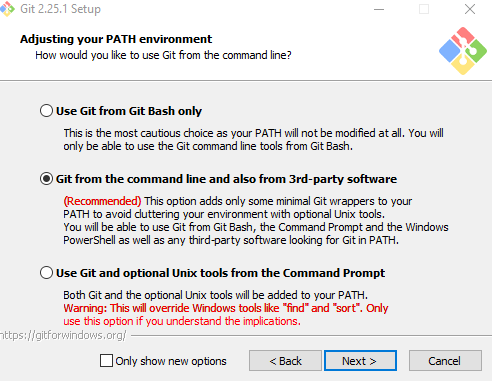 Git 2.25.1 Setup
Adjusting your PATH environment
How would you like to use Git from the command line?
Use Git from Git Bash only
This is the most cautious choice as your PATH will not be modified at all. You will
only be able to use the Git command line tools from Git Bash.
Git from the command line and also from 3rd-party software
(Recommended) This option adds only some minimal Git wrappers to your
PATH to avoid cluttering your environment with optional Unix tools.
You will be able to use Git from Git Bash, the Command Prompt and the Windows
PowerShell as well as any third-party software looking for Git in PATH.
Use Git and optional Unix tools from the Command Prompt
Both Git and the optional Unix tools will be added to your PATH.
Warning: This will override Windows tools like "find" and "sort". Only
use this option if you understand the implications.
https://gitforwindows.org/
Only show new options
< Back
Next >
Cancel